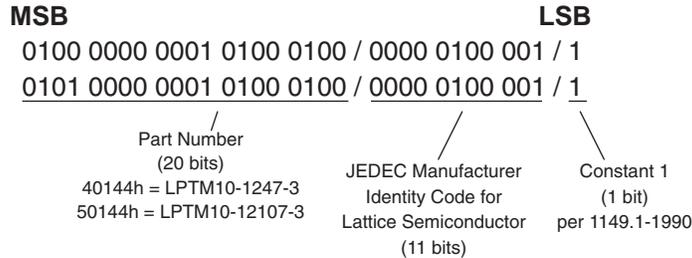 MSB LSB
0100 0000 0001 0100 0100 / 0000 0100 001 / 1
0101 0000 0001 0100 0100 / 0000 0100 001 / 1
Part Number
(20 bits)
40144h = LPTM10-1247-3
50144h = LPTM10-12107-3
JEDEC Manufacturer
Identity Code for
Lattice Semiconductor
(11 bits)
Constant 1
(1 bit)
per 1149.1-1990